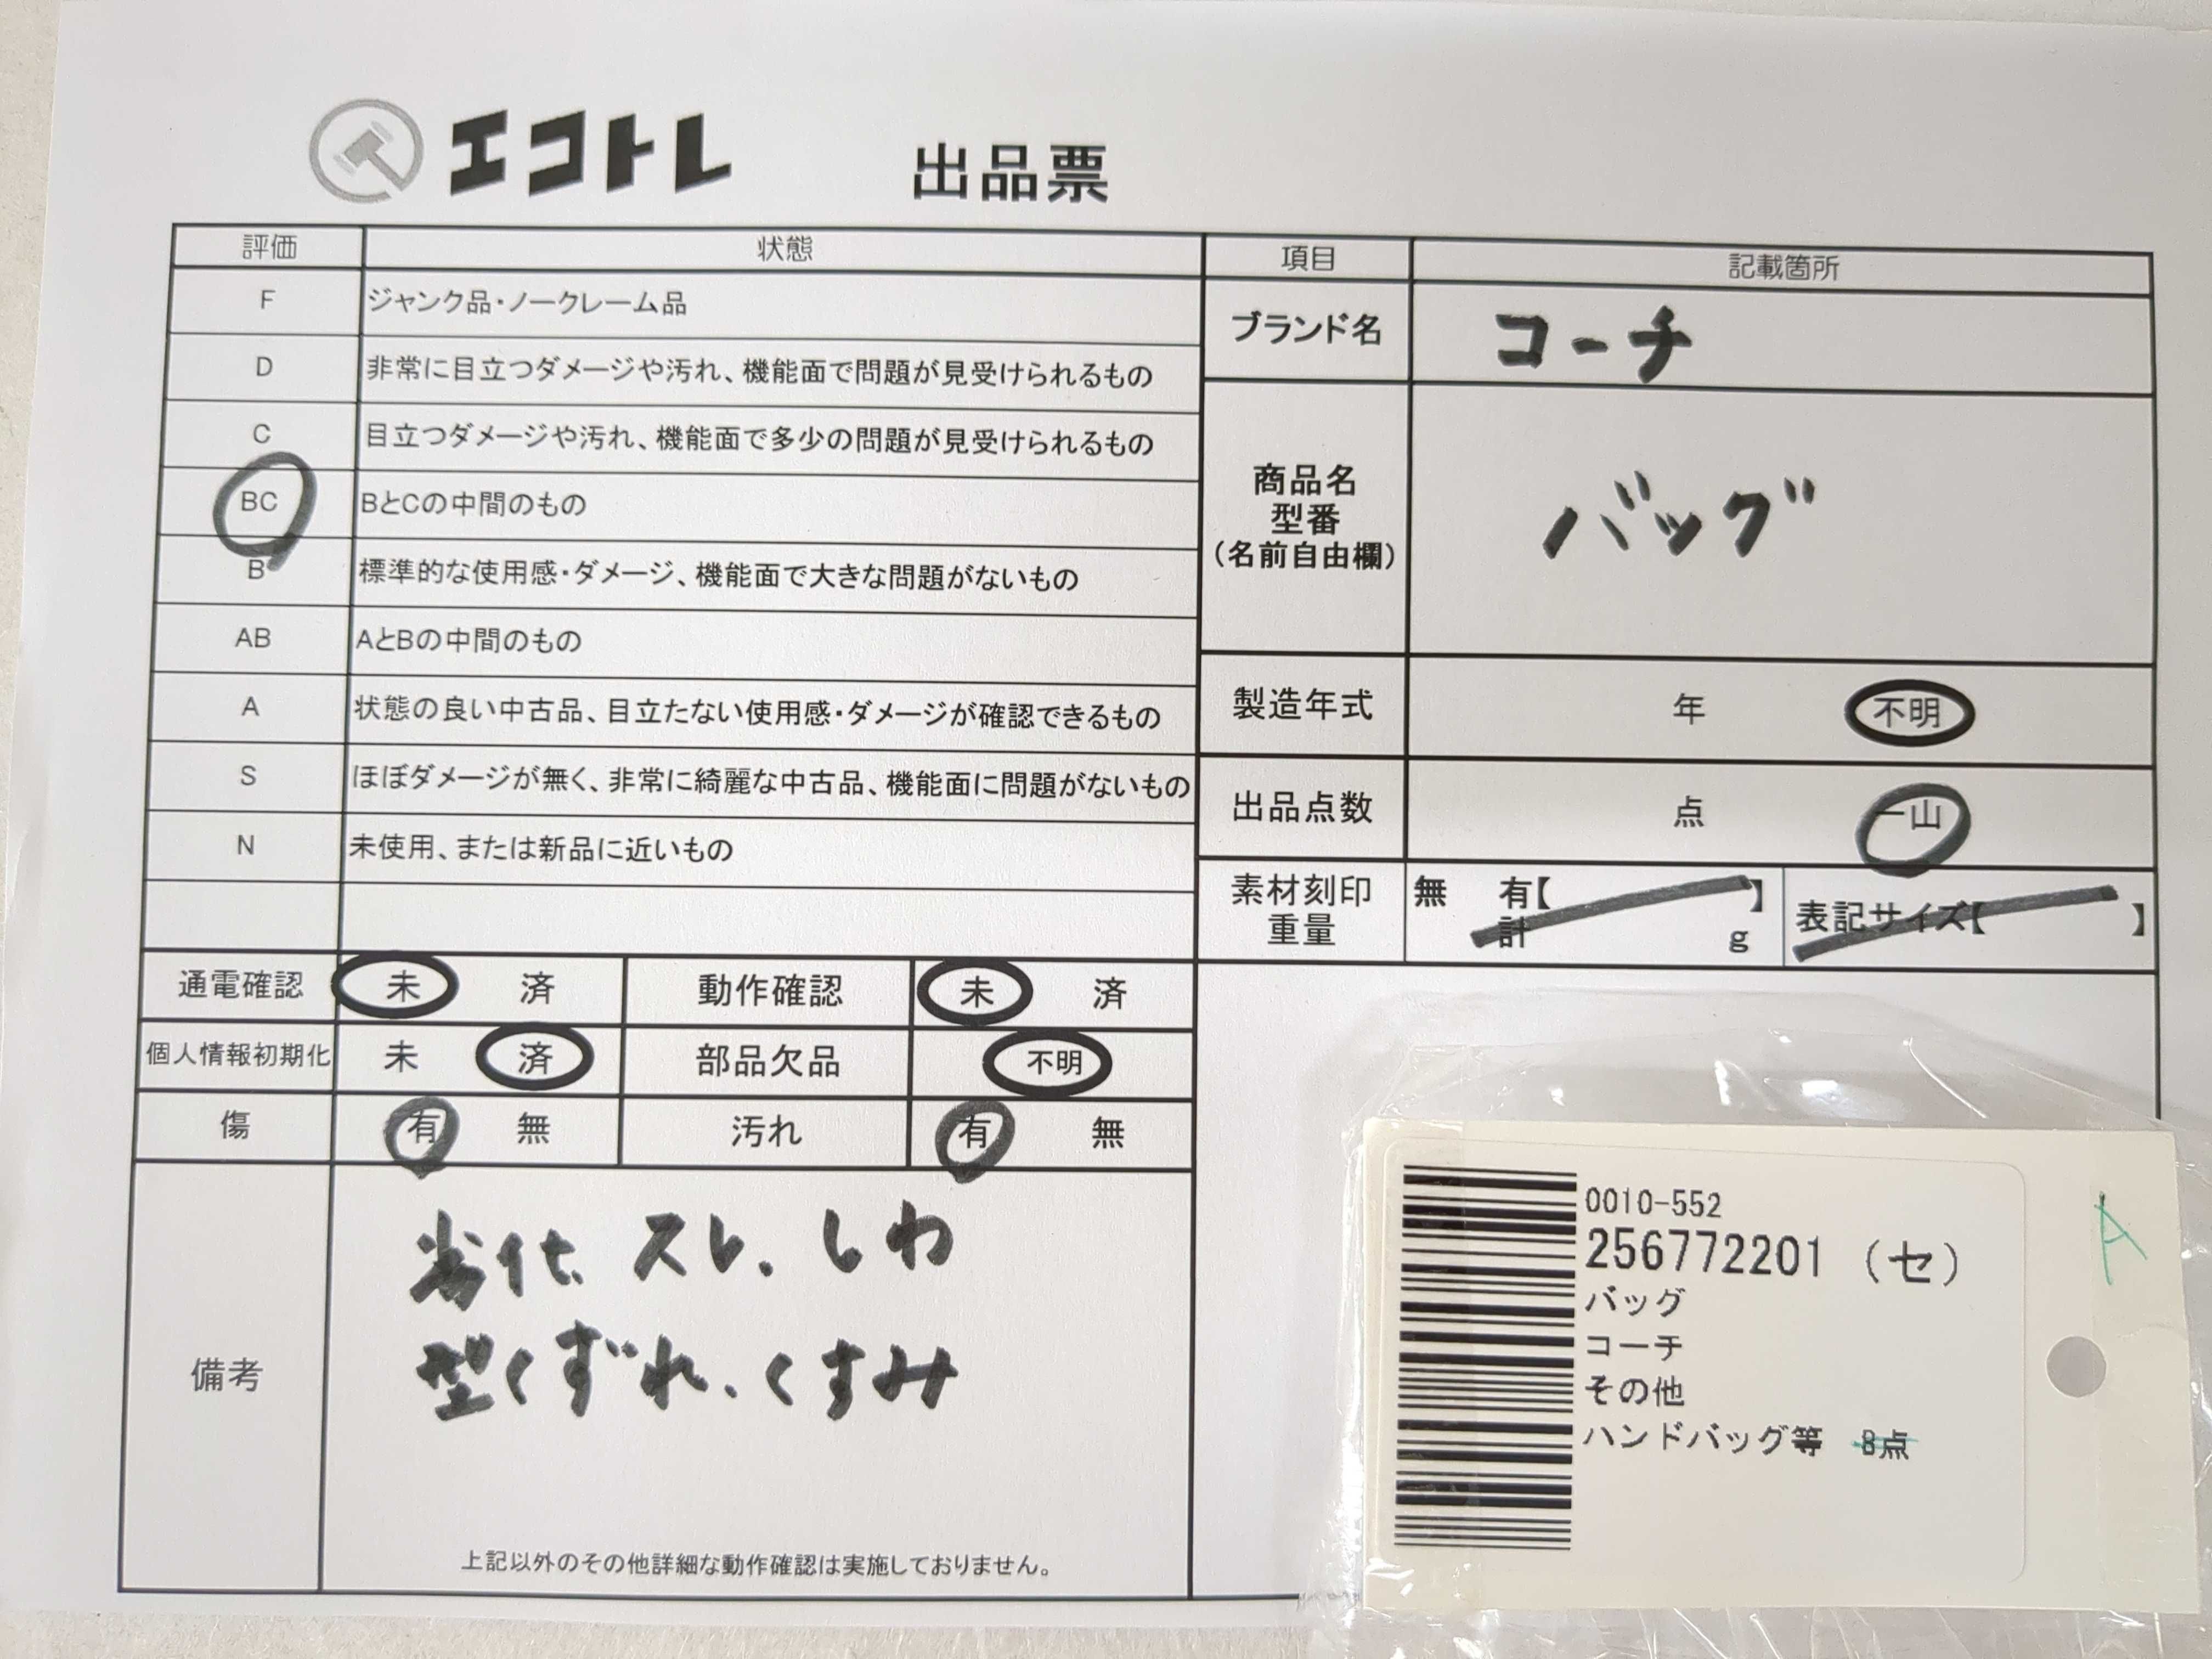 エコトレ 出品票
評価 状態
F ジャンク品・ノークレーム品
D 非常に目立つダメージや汚れ、機能面で問題が見受けられるもの
C 目立つダメージや汚れ、機能面で多少の問題が見受けられるもの
BC BとCの中間のもの
B 標準的な使用感・ダメージ、機能面で大きな問題がないもの
AB AとBの中間のもの
A 状態の良い中古品、目立たない使用感・ダメージが確認できるもの
S ほぼダメージが無く、非常に綺麗な中古品、機能面に問題がないもの
N 未使用、または新品に近いもの
項目 記載箇所
ブランド名 コーチ
商品名
型番
（名前自由欄）
バッグ
製造年式 年 不明
出品点数 点 一山
素材刻印
重量
無 有【 】
計 g
表記サイズ【 】
通電確認 未 済 動作確認 未 済
個人情報初期化 未 済 部品欠品 不明
傷 有 無 汚れ 有 無
備考
劣化、スレ、しわ
型くずれ、くすみ
上記以外のその他詳細な動作確認は実施しておりません。
0010-552
256772201（セ）
バッグ
コーチ
その他
ハンドバッグ等 8点
A